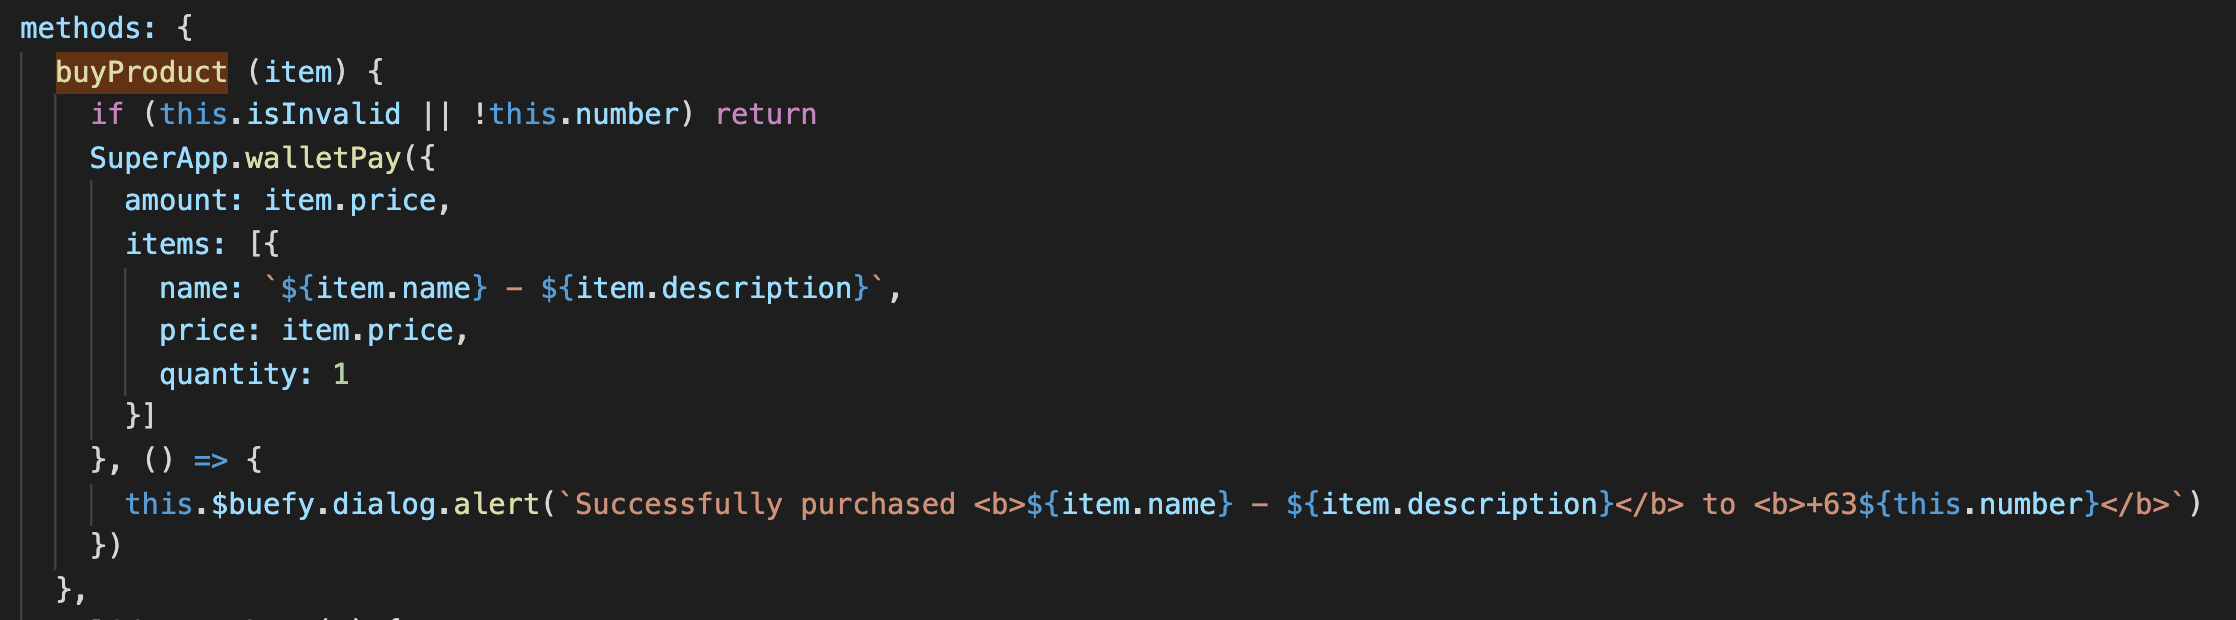 methods: {
buyProduct (item) {
if (this.isInvalid || !this.number) return
SuperApp.walletPay({
amount: item.price,
items: [{
name: `${item.name} - ${item.description}`,
price: item.price,
quantity: 1
}]
}, () => {
this.$buefy.dialog.alert(`Successfully purchased <b>${item.name} - ${item.description}</b> to <b>+63${this.number}</b>`)
})
},